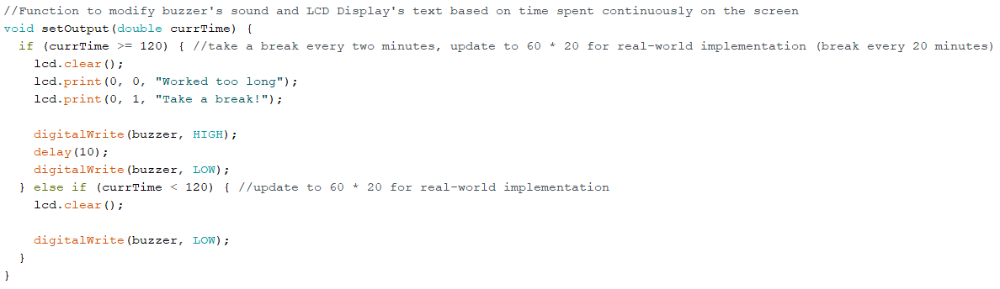 //Function to modify buzzer's sound and LCD Display's text based on time spent continuously on the screen
void setOutput(double currTime) {
  if (currTime >= 120) { //take a break every two minutes, update to 60 * 20 for real-world implementation (break every 20 minutes)
    lcd.clear();
    lcd.print(0, 0, "Worked too long");
    lcd.print(0, 1, "Take a break!");

    digitalWrite(buzzer, HIGH);
    delay(10);
    digitalWrite(buzzer, LOW);
  } else if (currTime < 120) { //update to 60 * 20 for real-world implementation
    lcd.clear();

    digitalWrite(buzzer, LOW);
  }
}